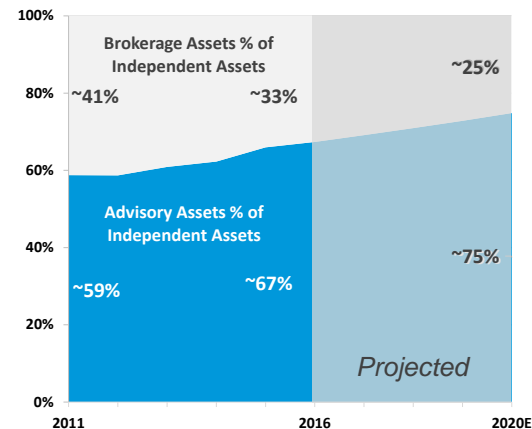 100%
Brokerage Assets % of
Independent Assets
~25%
~41%
~33%
80%
60%
Advisory Assets % of
Independent Assets
40%
~75%
~59%
~67%
20%
Projected
0%
2011
2016
2020E